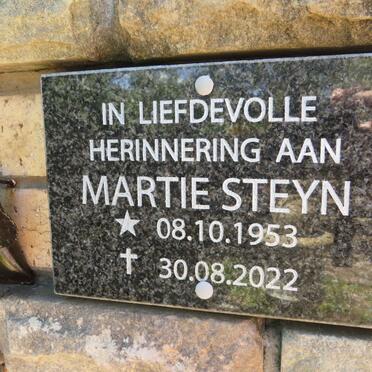 IN LIEFDEVOLLE
HERINNERING AAN
MARTIE STEYN
★ 08.10.1953
✝ 30.08.2022